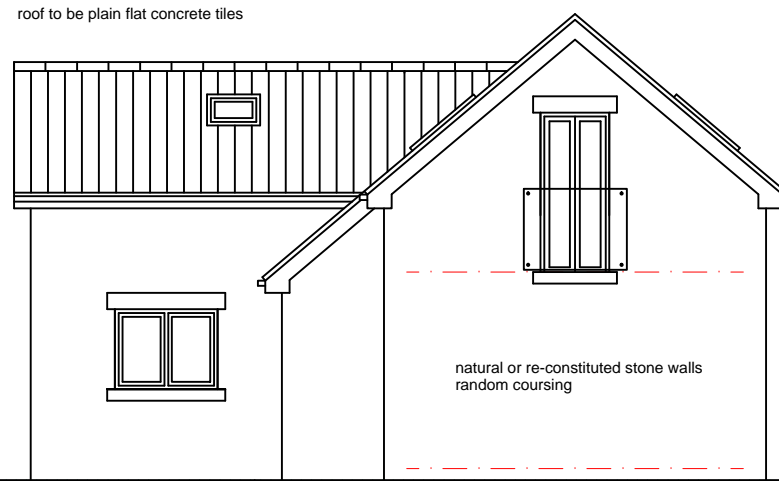 roof to be plain flat concrete tiles
natural or re-constituted stone walls
random coursing